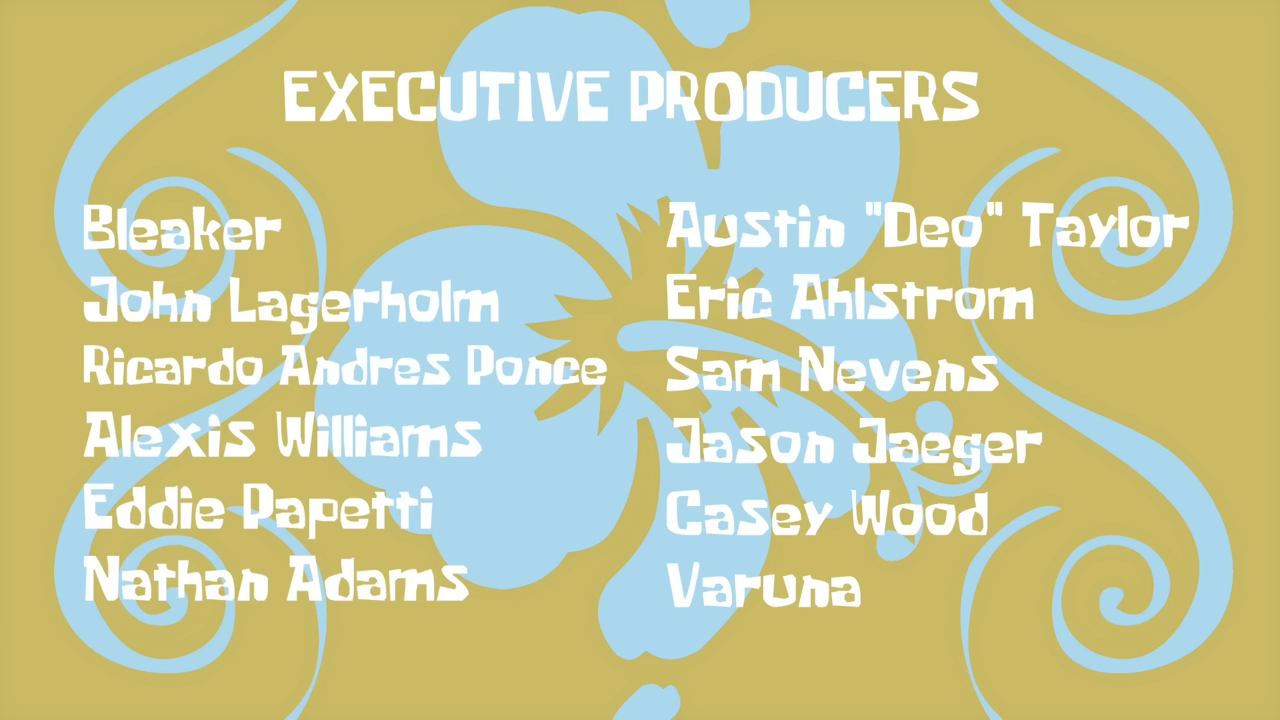 EXECUTIVE PRODUCERS
Bleaker
John Lagerholm
Ricardo Andres Ponce
Alexis Williams
Eddie Papetti
Nathan Adams
Austin "Deo" Taylor
Eric Ahlstrom
Sam Nevens
Jason Jaeger
Casey Wood
Varuna